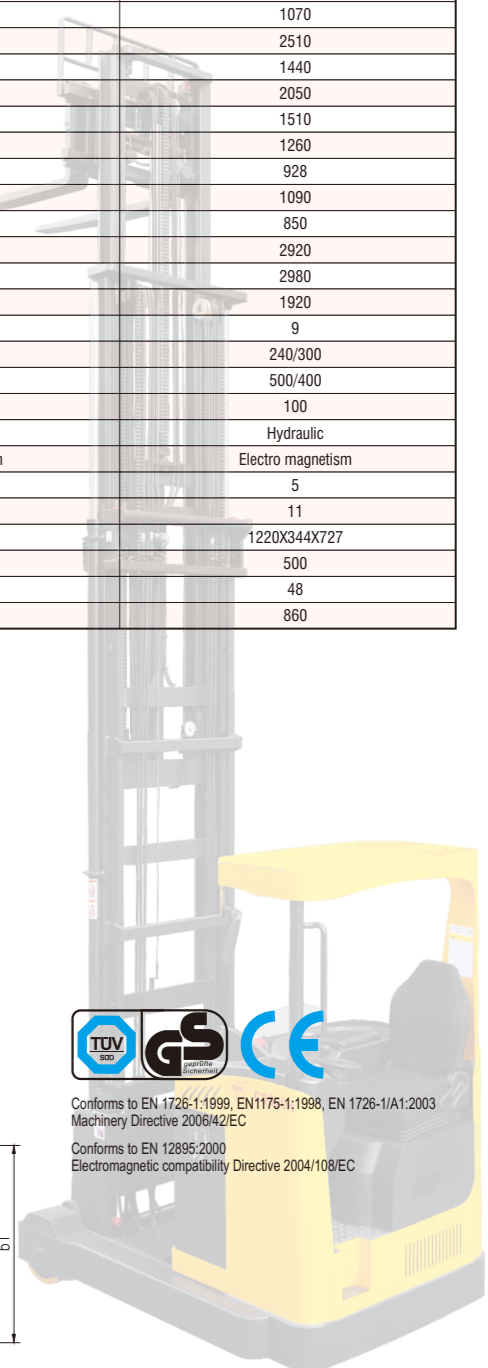 1070
2510
1440
2050
1510
1260
928
1090
850
2920
2980
1920
9
240/300
500/400
100
Hydraulic
Electro magnetism
5
11
1220X344X727
500
48
860
TÜV
SÜD
GS
geprüfte
Sicherheit
CE
Conforms to EN 1726-1:1999, EN1175-1:1998, EN 1726-1/A1:2003
Machinery Directive 2006/42/EC
Conforms to EN 12895:2000
Electromagnetic compatibility Directive 2004/108/EC
b1